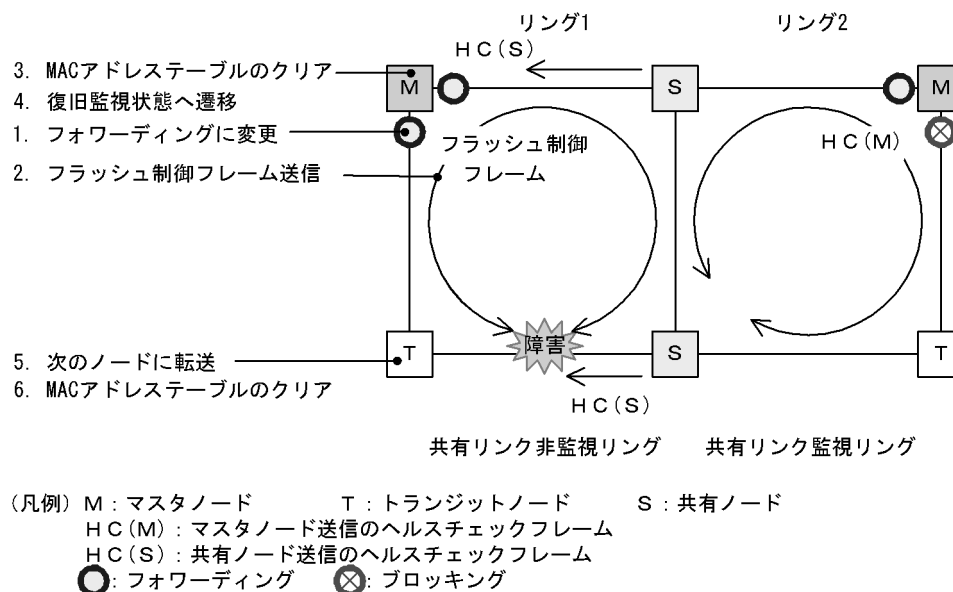 リング1
リング2
HC(S)
3. MACアドレステーブルのクリア
M
S
M
4. 復旧監視状態へ遷移
1. フォワーディングに変更
フラッシュ制御
フレーム
HC(M)
2. フラッシュ制御フレーム送信
障害
T
S
T
5. 次のノードに転送
6. MACアドレステーブルのクリア
HC(S)
共有リンク非監視リング
共有リンク監視リング
(凡例) M:マスタノード T:トランジットノード S:共有ノード
HC(M):マスタノード送信のヘルスチェックフレーム
HC(S):共有ノード送信のヘルスチェックフレーム
:フォワーディング :ブロッキング